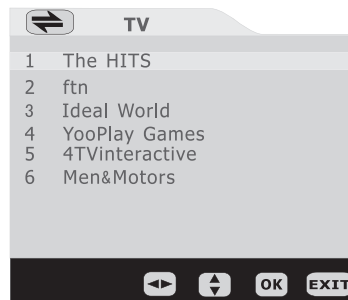 TV
1 The HITS
2 ftn
3 Ideal World
4 YooPlay Games
5 4TVinteractive
6 Men&Motors
OK EXIT